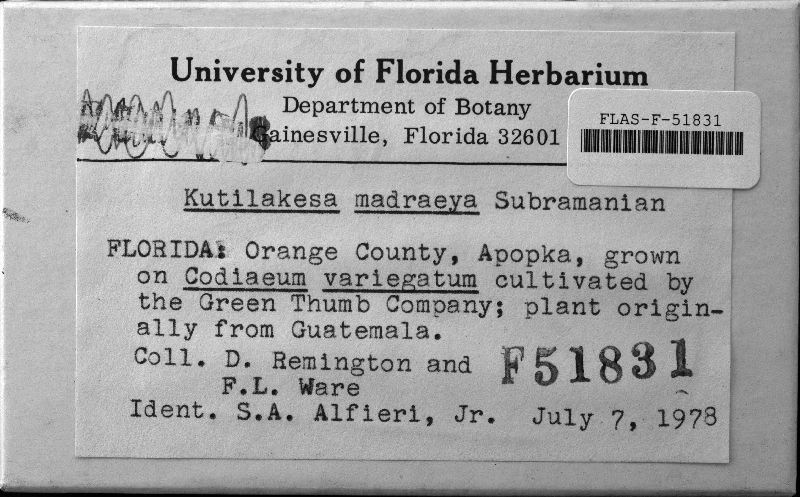 University of Florida Herbarium
Department of Botany
Gainesville, Florida 32601
FLAS-F-51831
Kutilakesa madraeya Subramanian
FLORIDA: Orange County, Apopka, grown
on Codiaeum variegatum cultivated by
the Green Thumb Company; plant origin-
ally from Guatemala.
Coll. D. Remington and
F.L. Ware
F51831
Ident. S.A. Alfieri, Jr. July 7, 1978